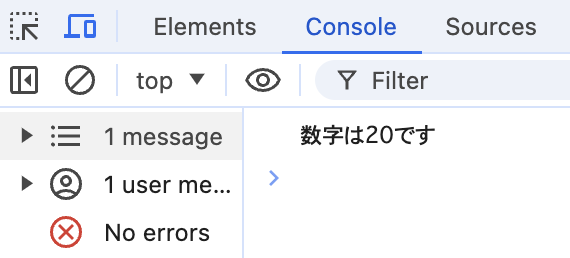 Elements Console Sources
top Filter
1 message
数字は20です
1 user me...
No errors